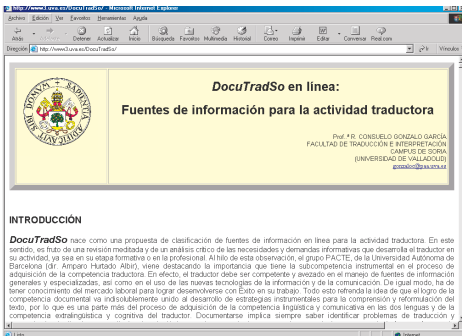 http://www3.uva.es/DocuTradSo/ - Microsoft Internet Explorer
Archivo Edición Ver Favoritos Herramientas Ayuda
Atrás Detener Actualizar Inicio Búsqueda Favoritos Multimedia Historial Correo Imprimir Editar Conversar Real.com
Dirección http://www3.uva.es/DocuTradSo/ Ir Vínculos
DocuTradSo en línea:
Fuentes de información para la actividad traductora
Prof.ª R. CONSUELO GONZALO GARCÍA
FACULTAD DE TRADUCCIÓN E INTERPRETACIÓN
CAMPUS DE SORIA
(UNIVERSIDAD DE VALLADOLID)
INTRODUCCIÓN
DocuTradSo nace como una propuesta de clasificación de fuentes de información en línea para la actividad traductora. En este
sentido, es fruto de una revisión meditada y de un análisis crítico de las necesidades y demandas informativas que desarrolla el traductor en
su actividad, ya sea en su etapa formativa o en la profesional. Al hilo de esta observación, el grupo PACTE, de la Universidad Autónoma de
Barcelona (dir. Amparo Hurtado Albir), viene destacando la importancia que tiene la subcompetencia instrumental en el proceso de
adquisición de la competencia traductora. En efecto, el traductor debe ser competente y avezado en el manejo de fuentes de información
generales y especializadas, así como en el uso de las nuevas tecnologías de la información y de la comunicación. De igual modo, ha de
tener conocimiento del mercado laboral para lograr desenvolverse con Éxito en su trabajo. Todo esto refrenda la idea de que el logro de la
competencia documental va indisolublemente unido al desarrollo de estrategias instrumentales para la comprensión y reformulación del
texto, por lo que es una parte más del proceso de adquisición de la competencia lingüística y comunicativa en las dos lenguas y de la
competencia extralingüística y cognitiva del traductor. Documentarse implica siempre saber identificar problemas de traducción y
Listo Internet